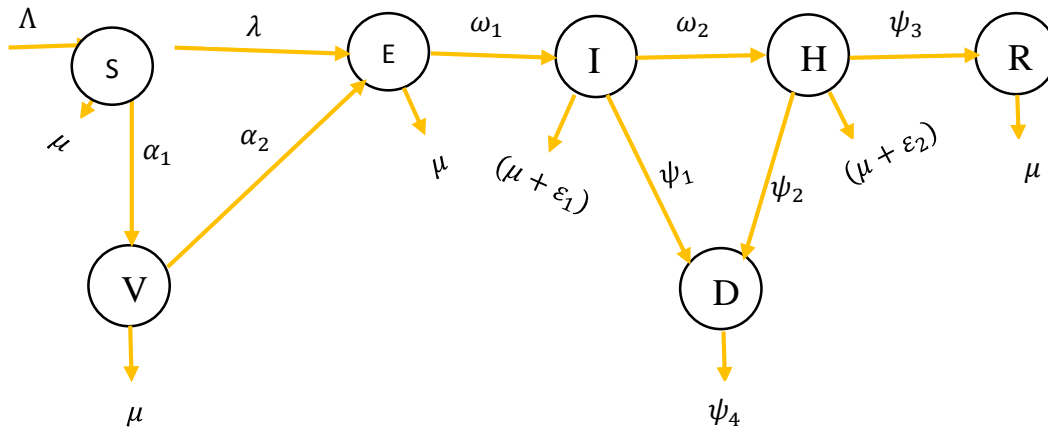 Λ λ ω₁ ω₂ ψ₃
S E I H R
μ α₁ α₂ μ (μ + ε₁) ψ₁ ψ₂ (μ + ε₂) μ
V D
μ ψ₄